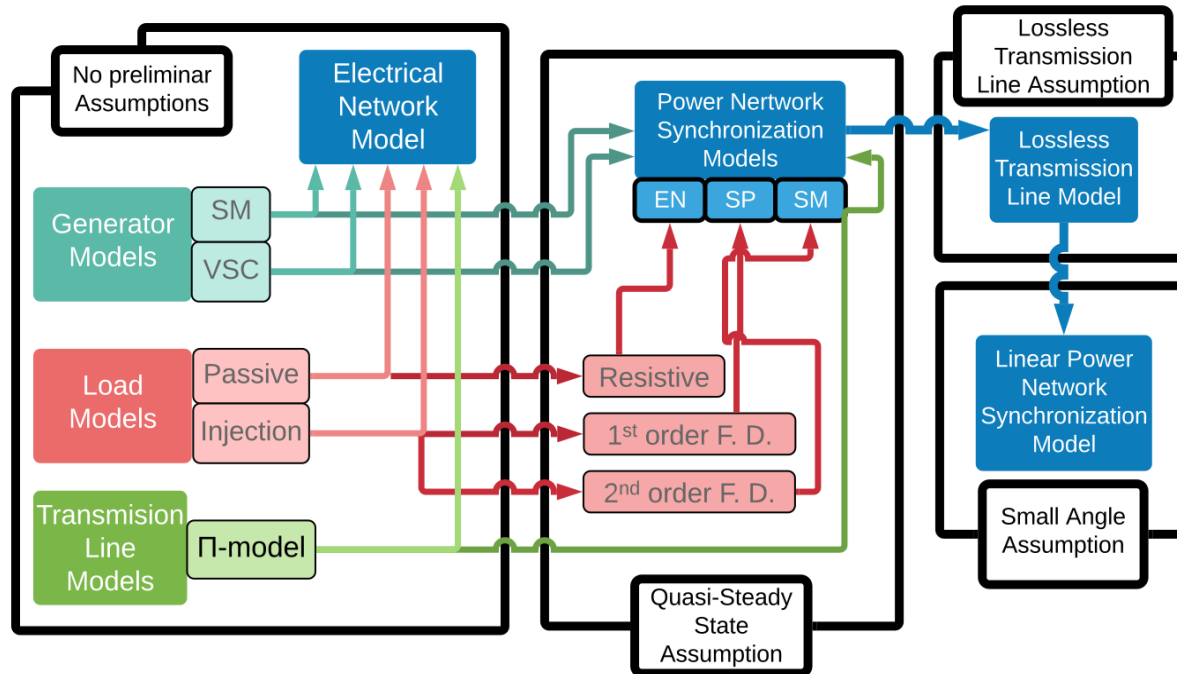 No preliminar
Assumptions
Electrical
Network
Model
Generator
Models
SM
VSC
Load
Models
Passive
Injection
Transmision
Line
Models
Π-model
Power Nertwork
Synchronization
Models
EN
SP
SM
Resistive
1st order F. D.
2nd order F. D.
Quasi-Steady
State
Assumption
Lossless
Transmission
Line Assumption
Lossless
Transmission
Line Model
Linear Power
Network
Synchronization
Model
Small Angle
Assumption